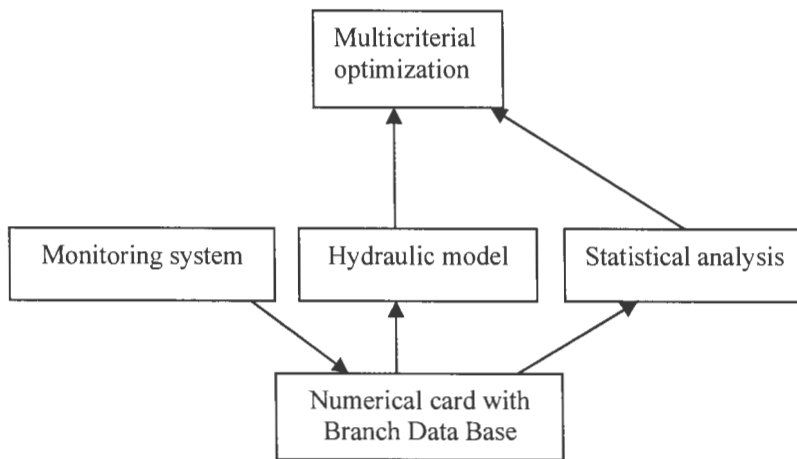 Multicriterial
optimization
Monitoring system
Hydraulic model
Statistical analysis
Numerical card with
Branch Data Base